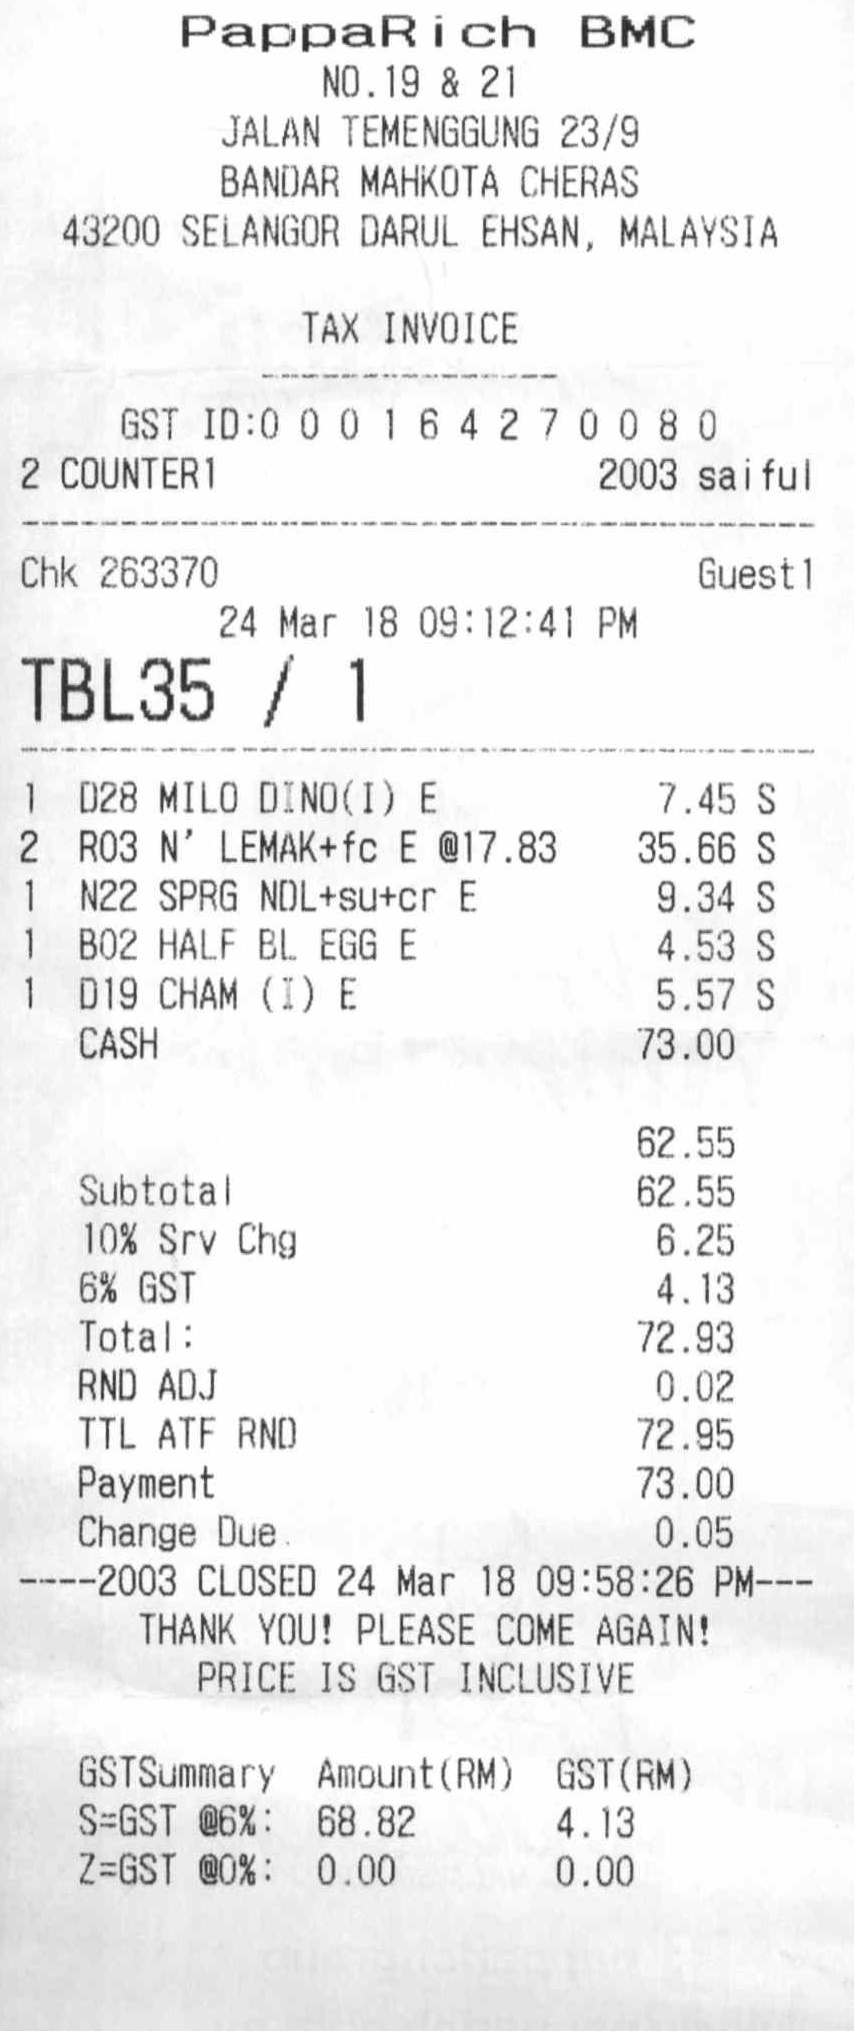 PappaRich BMC
NO.19 & 21
JALAN TEMENGGUNG 23/9
BANDAR MAHKOTA CHERAS
43200 SELANGOR DARUL EHSAN, MALAYSIA
TAX INVOICE
--------------------
GST ID:0 0 0 1 6 4 2 7 0 0 8 0
2 COUNTER1 2003 saiful
----------------------------------------
Chk 263370 Guest1
24 Mar 18 09:12:41 PM
TBL35 / 1
----------------------------------------
1 D28 MILO DINO(I) E 7.45 S
2 R03 N' LEMAK+fc E @17.83 35.66 S
1 N22 SPRG NDL+su+cr E 9.34 S
1 B02 HALF BL EGG E 4.53 S
1 D19 CHAM (I) E 5.57 S
CASH 73.00
62.55
Subtotal 62.55
10% Srv Chg 6.25
6% GST 4.13
Total: 72.93
RND ADJ 0.02
TTL ATF RND 72.95
Payment 73.00
Change Due 0.05
----2003 CLOSED 24 Mar 18 09:58:26 PM---
THANK YOU! PLEASE COME AGAIN!
PRICE IS GST INCLUSIVE
GSTSummary Amount(RM) GST(RM)
S=GST @6%: 68.82 4.13
Z=GST @0%: 0.00 0.00